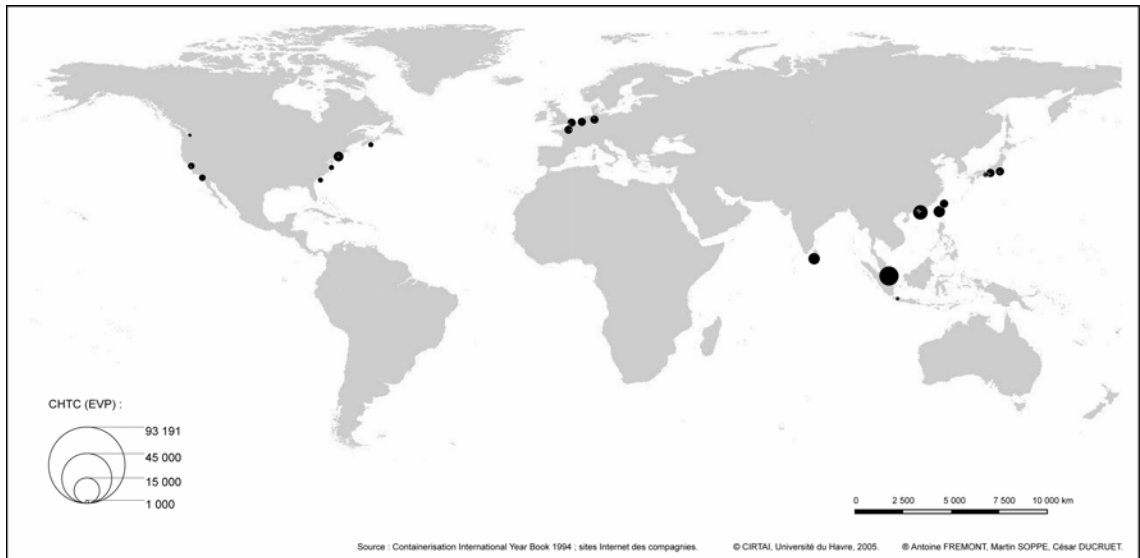 CHTC (EVP) :
93 191
45 000
15 000
1 000
0 2 500 5 000 7 500 10 000 km
Source : Containerisation International Year Book 1994 ; sites Internet des compagnies. © CIRTAI, Université du Havre, 2005. ® Antoine FREMONT, Martin SOPPE, César DUCRUET.